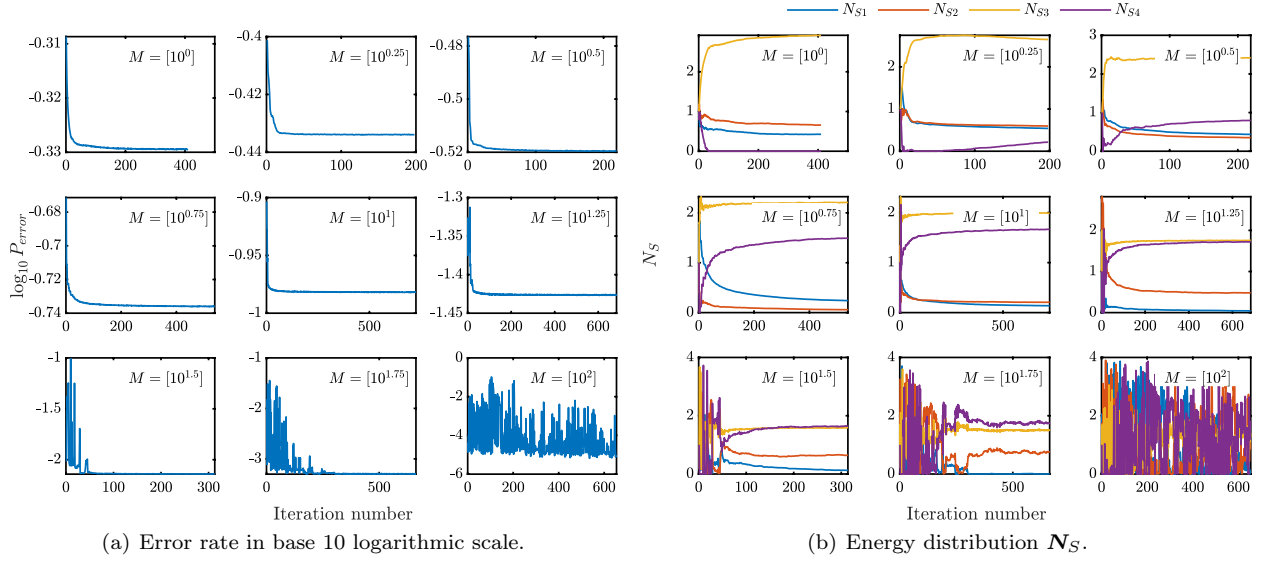 N_{S1} N_{S2} N_{S3} N_{S4}
-0.31 -0.32 -0.33
M = [10^0]
0 200 400
-0.4 -0.42 -0.44
M = [10^{0.25}]
0 100 200
-0.48 -0.5 -0.52
M = [10^{0.5}]
0 100 200
log_{10} P_{error}
-0.68 -0.7 -0.72 -0.74
M = [10^{0.75}]
0 200 400
-0.9 -0.95 -1
M = [10^1]
0 500
-1.3 -1.35 -1.4 -1.45
M = [10^{1.25}]
0 200 400 600
-1 -1.5 -2
M = [10^{1.5}]
0 100 200 300
-1 -2 -3
M = [10^{1.75}]
0 500
0 -2 -4 -6
M = [10^2]
0 200 400 600
Iteration number
(a) Error rate in base 10 logarithmic scale.
N_S
2 1 0
M = [10^0]
0 200 400
2 1 0
M = [10^{0.25}]
0 100 200
3 2 1 0
M = [10^{0.5}]
0 100 200
2 1 0
M = [10^{0.75}]
0 200 400
2 1 0
M = [10^1]
0 500
2 1 0
M = [10^{1.25}]
0 200 400 600
4 2 0
M = [10^{1.5}]
0 100 200 300
4 2 0
M = [10^{1.75}]
0 500
4 3 2 1 0
M = [10^2]
0 200 400 600
Iteration number
(b) Energy distribution N_S.